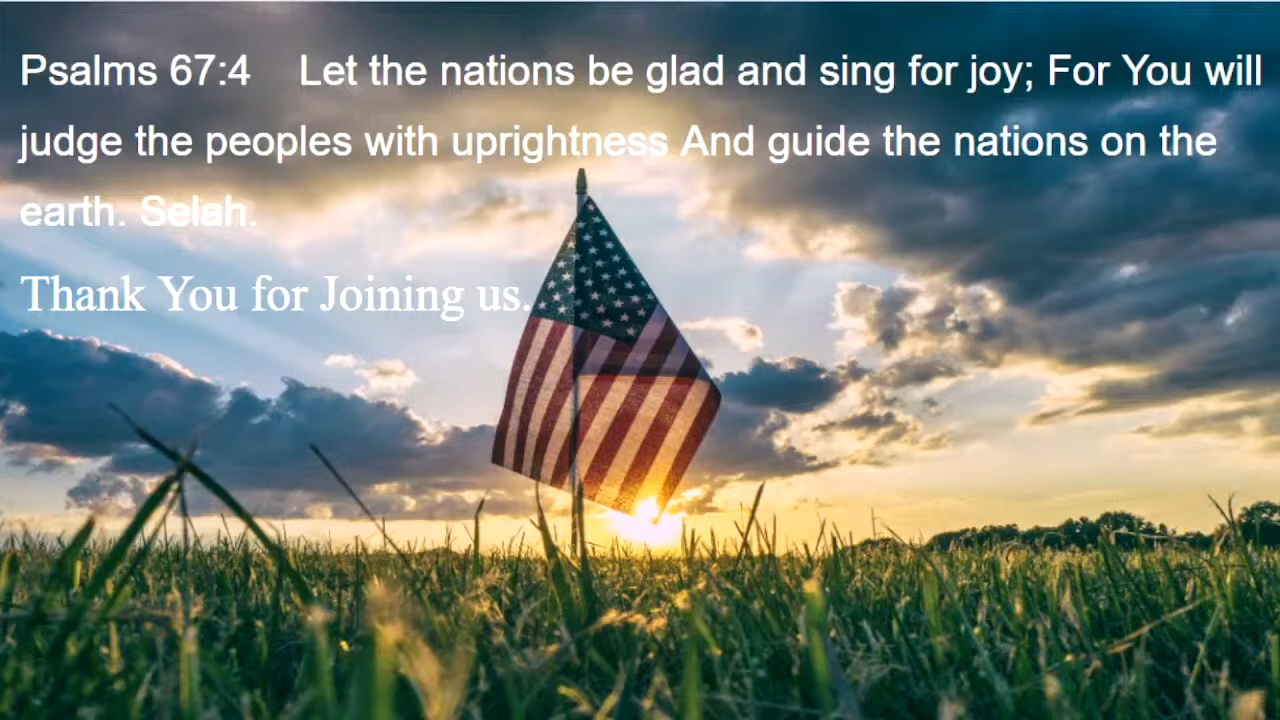 Psalms 67:4 Let the nations be glad and sing for joy; For You will
judge the peoples with uprightness And guide the nations on the
earth. Selah.
Thank You for Joining us.